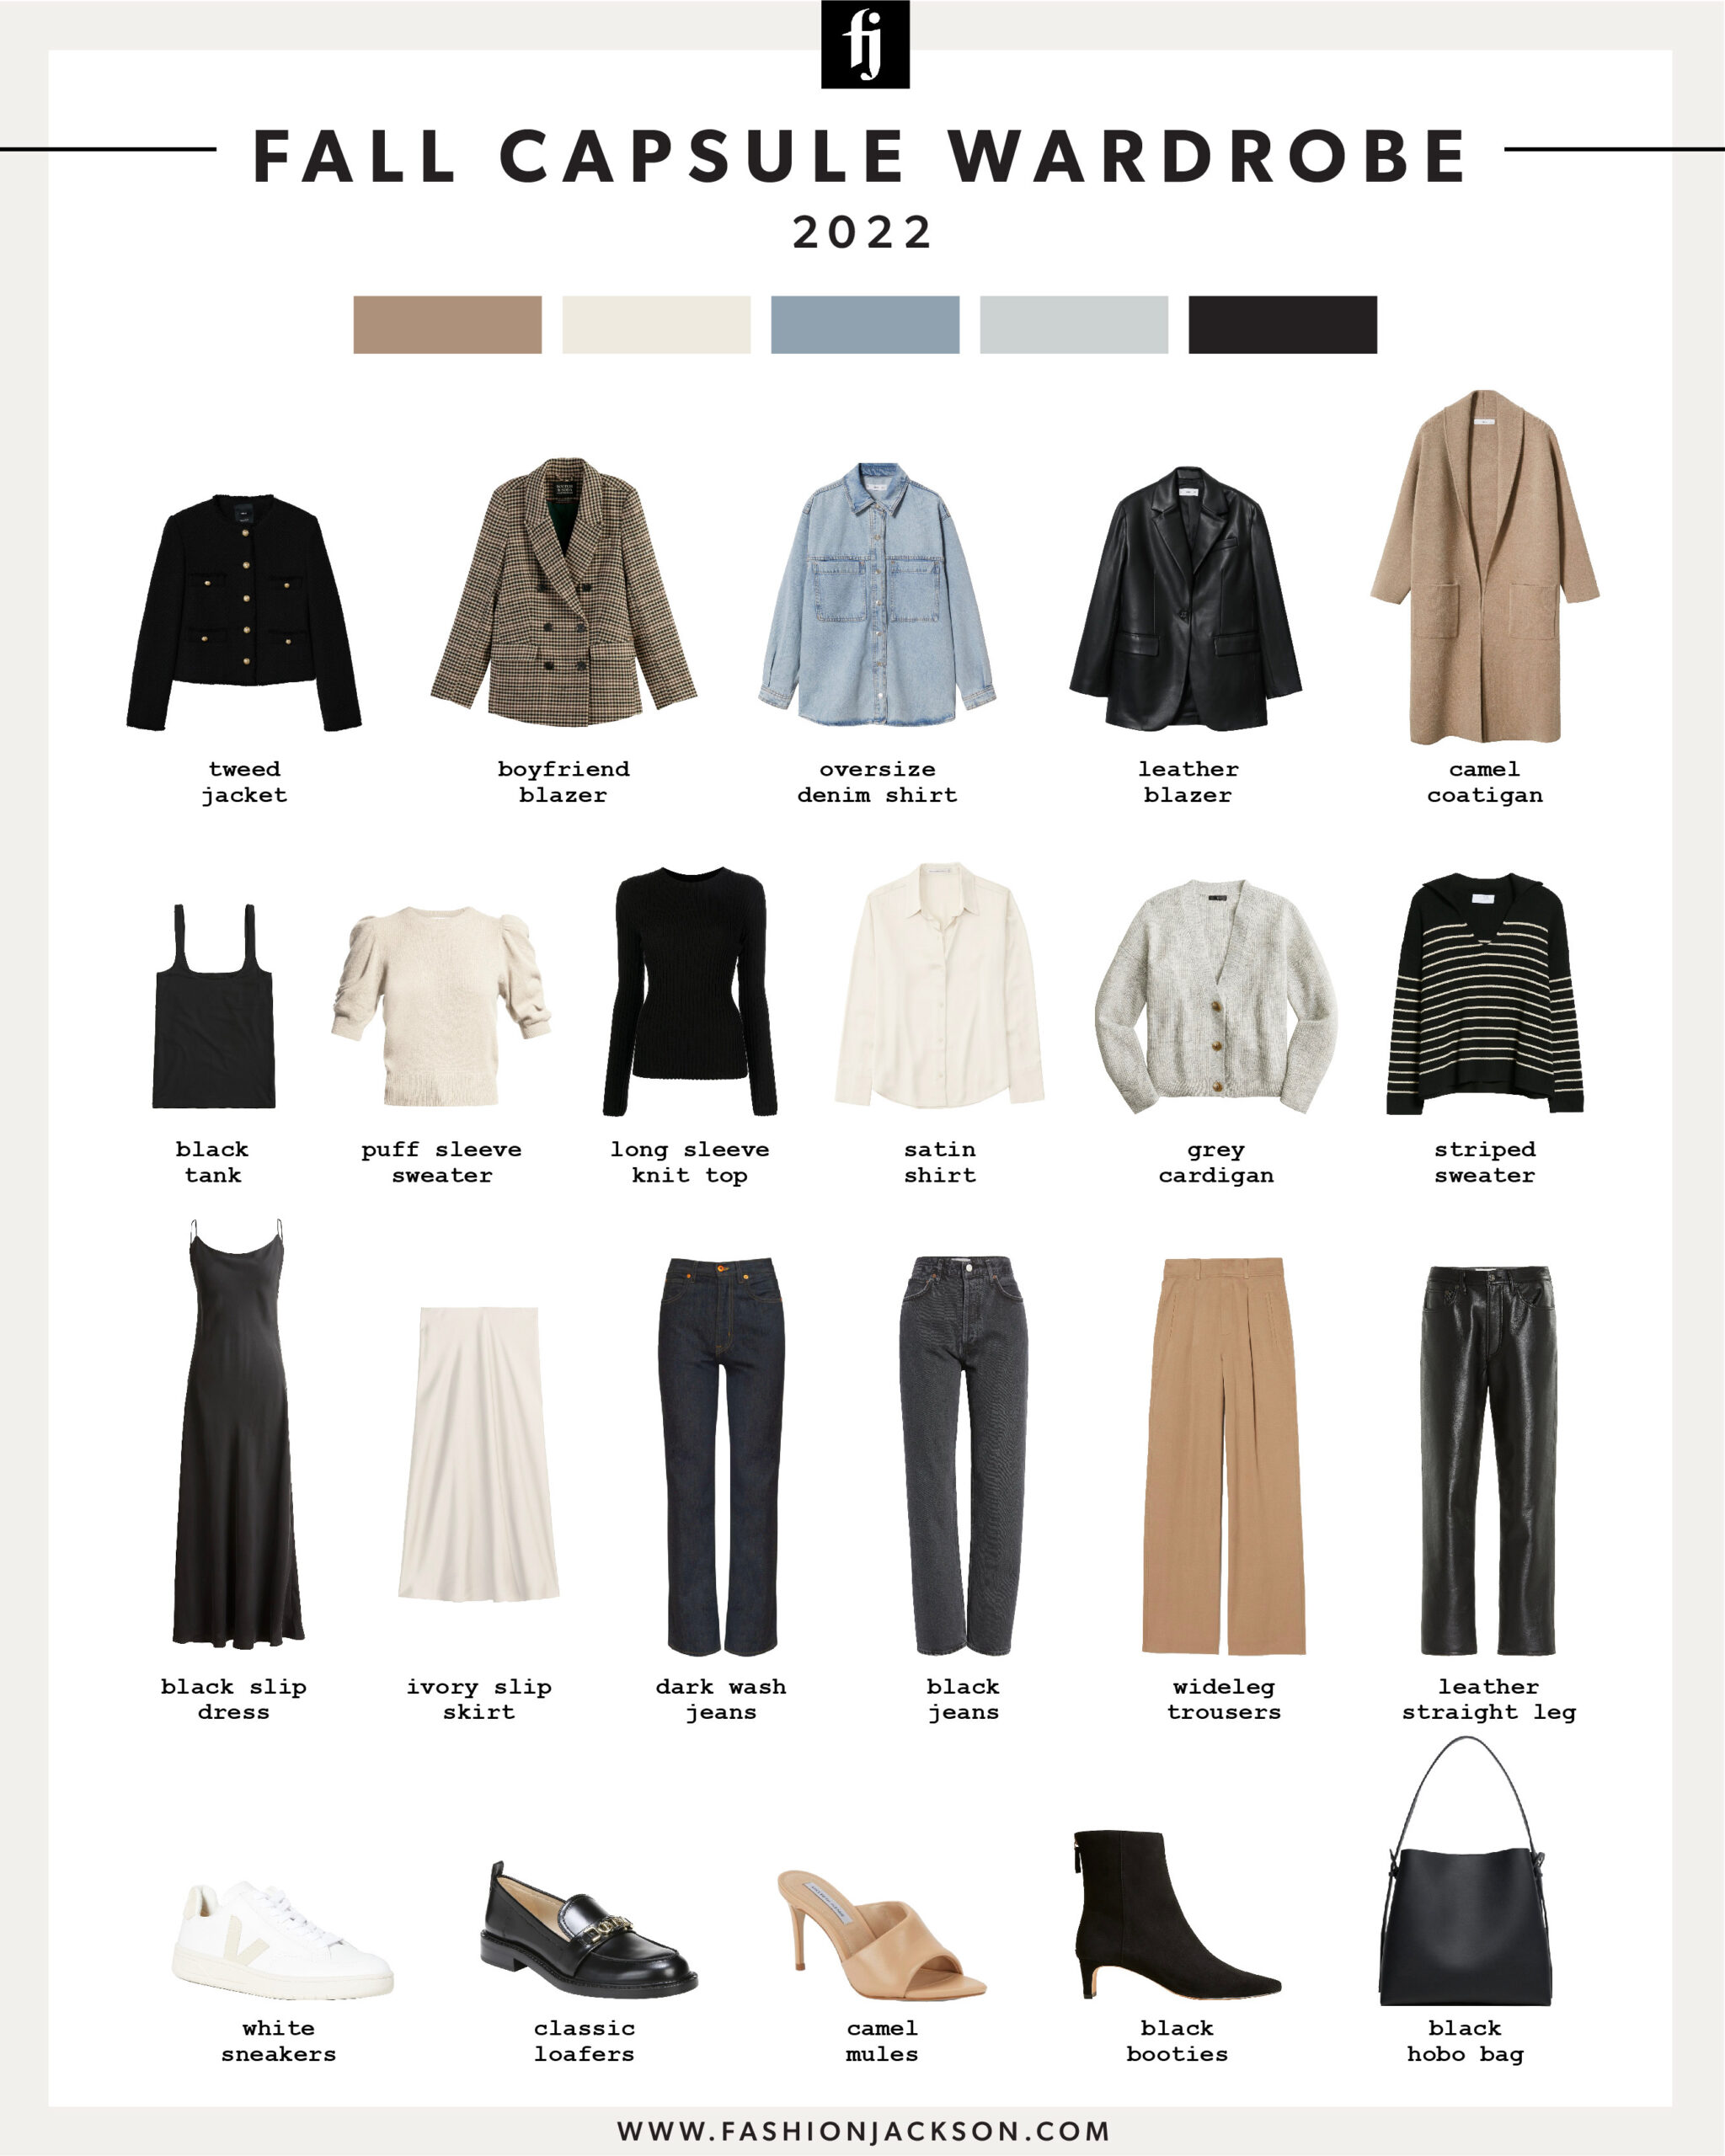 fj
FALL CAPSULE WARDROBE
2022
tweed
jacket
boyfriend
blazer
oversize
denim shirt
leather
blazer
camel
coatigan
black
tank
puff sleeve
sweater
long sleeve
knit top
satin
shirt
grey
cardigan
striped
sweater
black slip
dress
ivory slip
skirt
dark wash
jeans
black
jeans
wideleg
trousers
leather
straight leg
white
sneakers
classic
loafers
camel
mules
black
booties
black
hobo bag
WWW.FASHIONJACKSON.COM